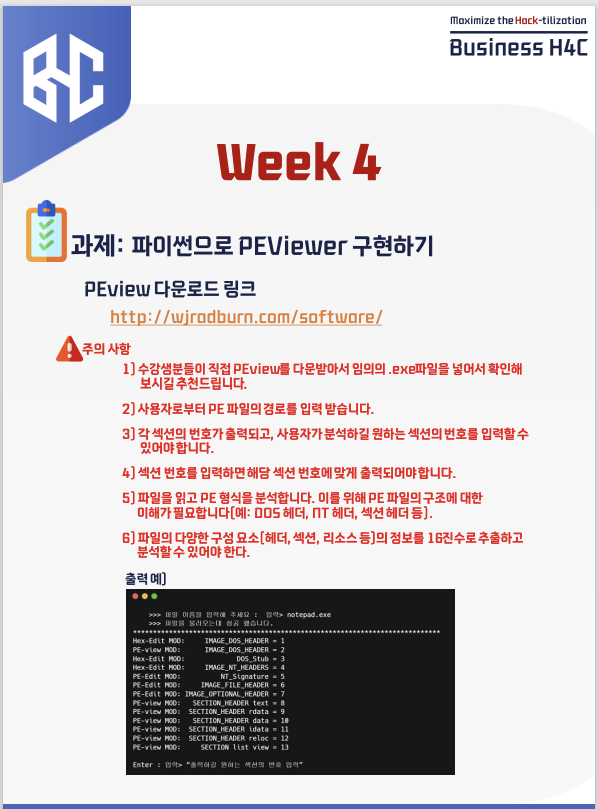 Maximize the Hack-tilization
Business H4C
Week 4
과제: 파이썬으로 PEViewer 구현하기
PEview 다운로드 링크
http://wjradburn.com/software/
주의 사항
1) 수강생분들이 직접 PEview를 다운받아서 임의의 .exe파일을 넣어서 확인해
보시길 추천드립니다.
2) 사용자로부터 PE 파일의 경로를 입력 받습니다.
3) 각 섹션의 번호가 출력되고, 사용자가 분석하길 원하는 섹션의 번호를 입력할 수
있어야 합니다.
4) 섹션 번호를 입력하면 해당 섹션 번호에 맞게 출력되어야 합니다.
5) 파일을 읽고 PE 형식을 분석합니다. 이를 위해 PE 파일의 구조에 대한
이해가 필요합니다(예: DOS 헤더, NT 헤더, 섹션 헤더 등).
6) 파일의 다양한 구성 요소(헤더, 섹션, 리소스 등)의 정보를 16진수로 추출하고
분석할 수 있어야 한다.
출력 예)
>>> 파일 이름을 입력해 주세요 : 입력> notepad.exe
>>> 파일을 불러오는데 성공 했습니다.
******************************************************************************
Hex-Edit MOD: IMAGE_DOS_HEADER = 1
PE-view MOD: IMAGE_DOS_HEADER = 2
Hex-Edit MOD: DOS_Stub = 3
Hex-Edit MOD: IMAGE_NT_HEADERS = 4
PE-Edit MOD: NT_Signature = 5
PE-Edit MOD: IMAGE_FILE_HEADER = 6
PE-Edit MOD: IMAGE_OPTIONAL_HEADER = 7
PE-view MOD: SECTION_HEADER text = 8
PE-view MOD: SECTION_HEADER rdata = 9
PE-view MOD: SECTION_HEADER data = 10
PE-view MOD: SECTION_HEADER idata = 11
PE-view MOD: SECTION_HEADER reloc = 12
PE-view MOD: SECTION list view = 13
Enter : 입력> "출력하길 원하는 섹션의 번호 입력"